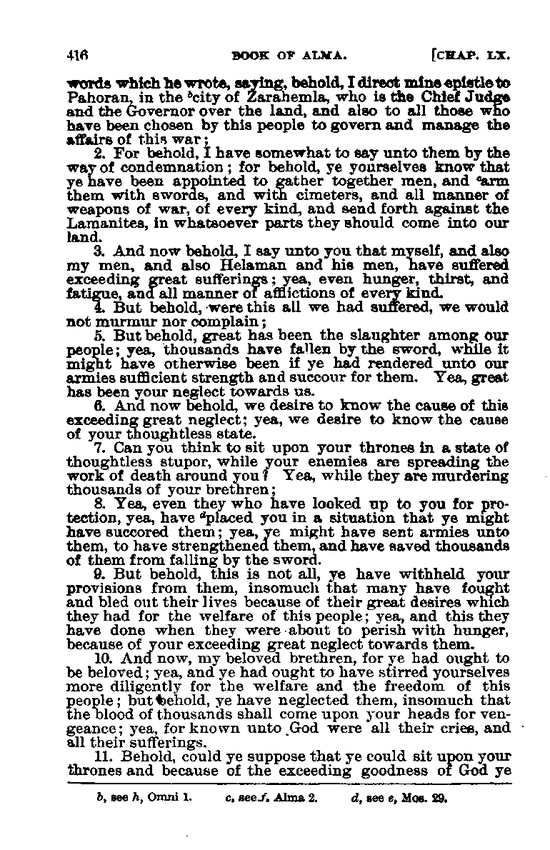 416 BOOK OF ALMA. [CHAP. LX.
words which he wrote, saying, behold, I direct mine epistle to
Pahoran, in the bcity of Zarahemla, who is the Chief Judge
and the Governor over the land, and also to all those who
have been chosen by this people to govern and manage the
affairs of this war;
2. For behold, I have somewhat to say unto them by the
way of condemnation; for behold, ye yourselves know that
ye have been appointed to gather together men, and carm
them with swords, and with cimeters, and all manner of
weapons of war, of every kind, and send forth against the
Lamanites, in whatsoever parts they should come into our
land.
3. And now behold, I say unto you that myself, and also
my men, and also Helaman and his men, have suffered
exceeding great sufferings; yea, even hunger, thirst, and
fatigue, and all manner of afflictions of every kind.
4. But behold, were this all we had suffered, we would
not murmur nor complain;
5. But behold, great has been the slaughter among our
people; yea, thousands have fallen by the sword, while it
might have otherwise been if ye had rendered unto our
armies sufficient strength and succour for them. Yea, great
has been your neglect towards us.
6. And now behold, we desire to know the cause of this
exceeding great neglect; yea, we desire to know the cause
of your thoughtless state.
7. Can you think to sit upon your thrones in a state of
thoughtless stupor, while your enemies are spreading the
work of death around you? Yea, while they are murdering
thousands of your brethren;
8. Yea, even they who have looked up to you for pro-
tection, yea, have dplaced you in a situation that ye might
have succored them; yea, ye might have sent armies unto
them, to have strengthened them, and have saved thousands
of them from falling by the sword.
9. But behold, this is not all, ye have withheld your
provisions from them, insomuch that many have fought
and bled out their lives because of their great desires which
they had for the welfare of this people; yea, and this they
have done when they were about to perish with hunger,
because of your exceeding great neglect towards them.
10. And now, my beloved brethren, for ye had ought to
be beloved; yea, and ye had ought to have stirred yourselves
more diligently for the welfare and the freedom of this
people; but behold, ye have neglected them, insomuch that
the blood of thousands shall come upon your heads for ven-
geance; yea, for known unto God were all their cries, and
all their sufferings.
11. Behold, could ye suppose that ye could sit upon your
thrones and because of the exceeding goodness of God ye
b, see h, Omni 1. c, see f, Alma 2. d, see e, Mos. 29.